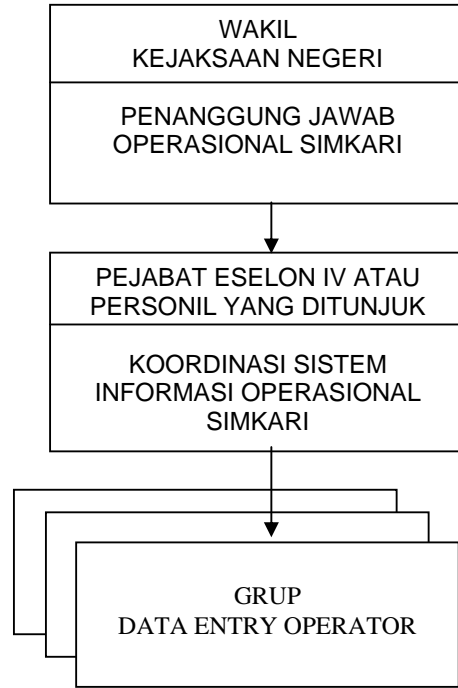 WAKIL
KEJAKSAAN NEGERI
PENANGGUNG JAWAB
OPERASIONAL SIMKARI
PEJABAT ESELON IV ATAU
PERSONIL YANG DITUNJUK
KOORDINASI SISTEM
INFORMASI OPERASIONAL
SIMKARI
GRUP
DATA ENTRY OPERATOR